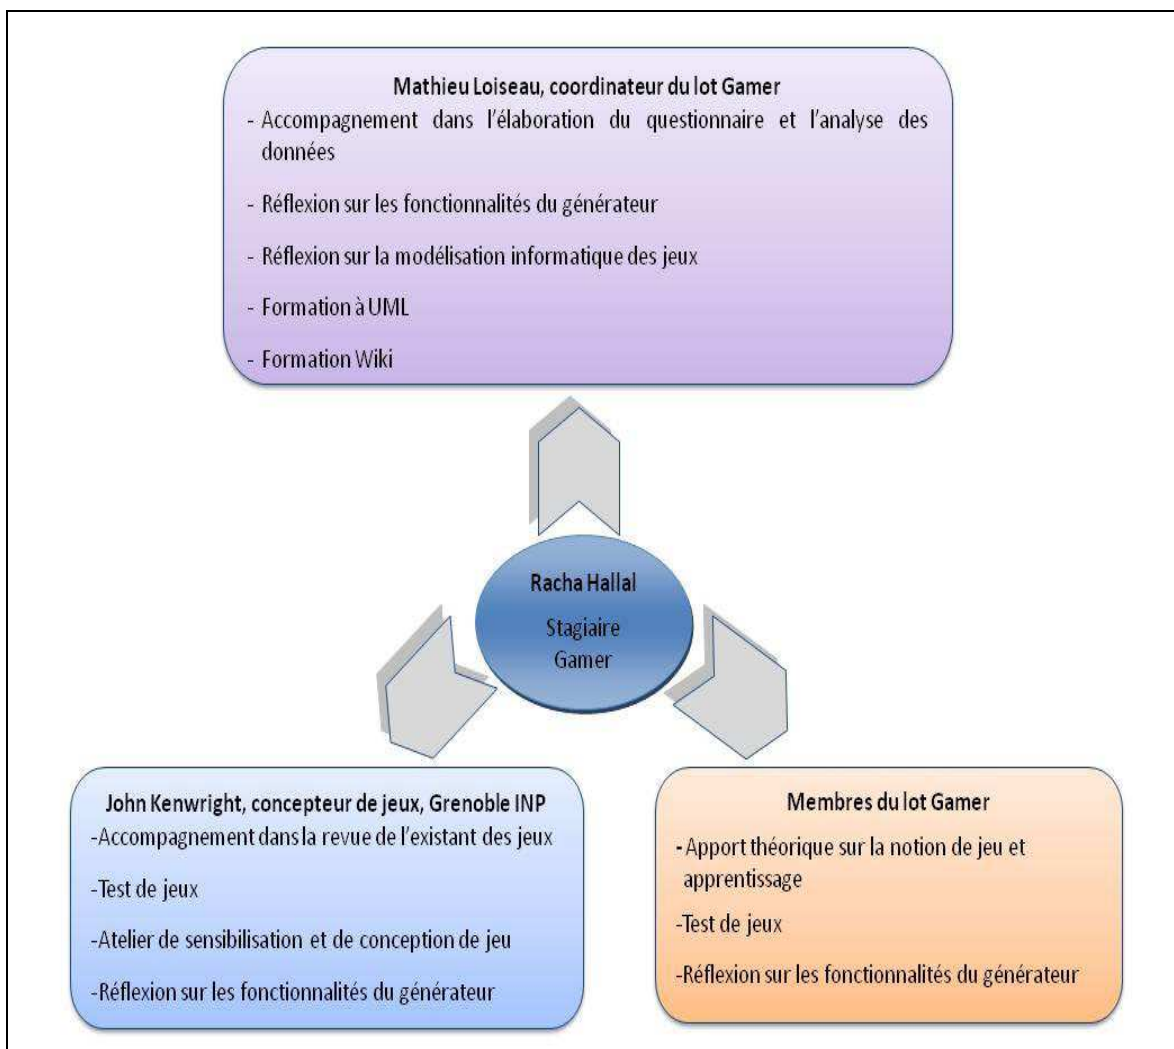 Mathieu Loiseau, coordinateur du lot Gamer
- Accompagnement dans l'élaboration du questionnaire et l'analyse des
données
- Réflexion sur les fonctionnalités du générateur
- Réflexion sur la modélisation informatique des jeux
- Formation à UML
- Formation Wiki
Racha Hallal
Stagiaire
Gamer
John Kenwright, concepteur de jeux, Grenoble INP
-Accompagnement dans la revue de l'existant des jeux
-Test de jeux
-Atelier de sensibilisation et de conception de jeu
-Réflexion sur les fonctionnalités du générateur
Membres du lot Gamer
- Apport théorique sur la notion de jeu et
apprentissage
-Test de jeux
-Réflexion sur les fonctionnalités du générateur